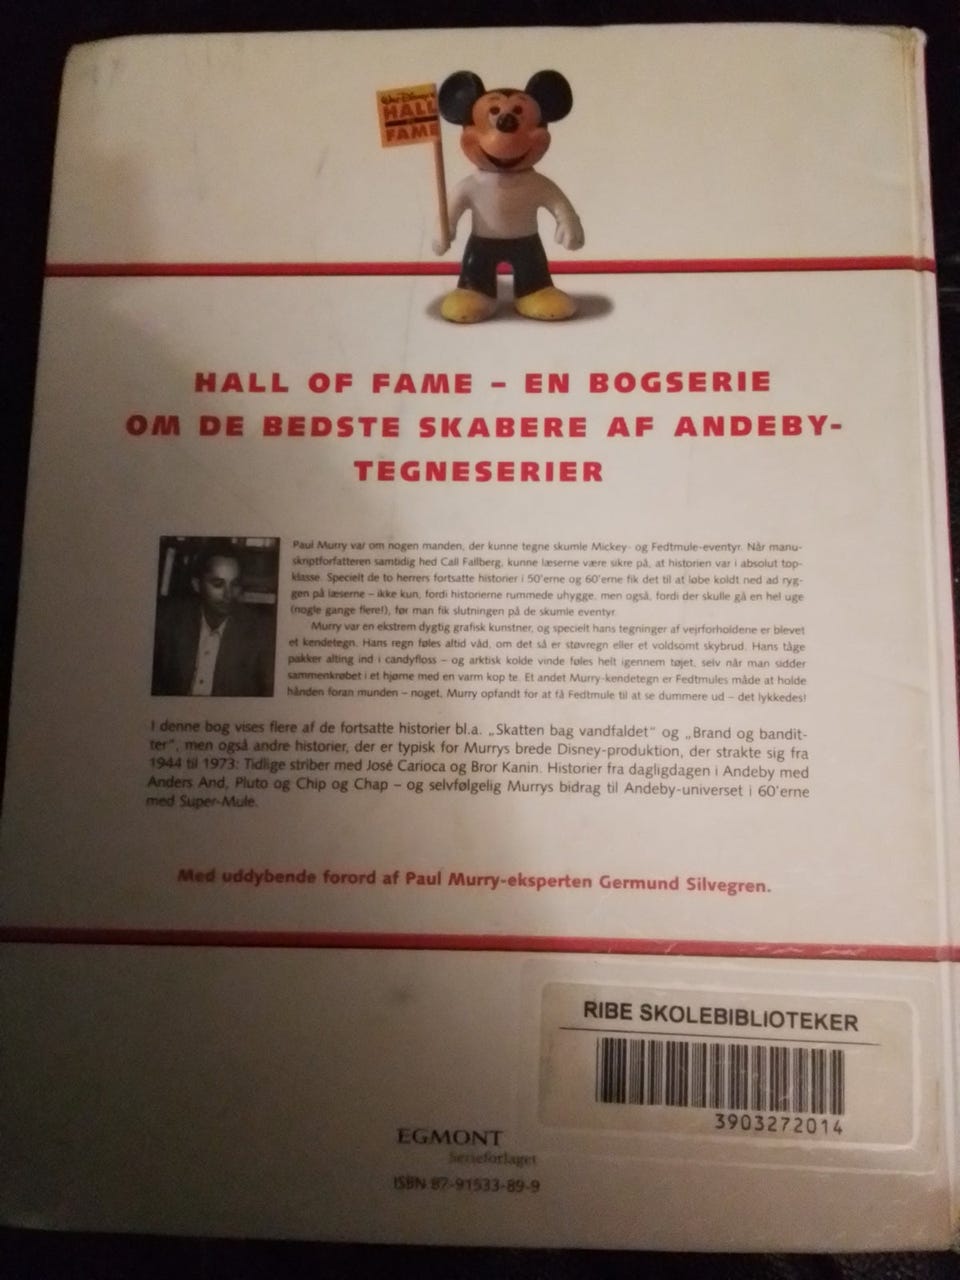 Walt Disney's
HALL
OF
FAME
HALL OF FAME – EN BOGSERIE
OM DE BEDSTE SKABERE AF ANDEBY-
TEGNESERIER
Paul Murry var om nogen manden, der kunne tegne skumle Mickey- og Fedtmule-eventyr. Når manu-
skriptforfatteren samtidig hed Call Fallberg, kunne læserne være sikre på, at historien var i absolut top-
klasse. Specielt de to herrers fortsatte historier i 50'erne og 60'erne fik det til at løbe koldt ned ad ryg-
gen på læserne – ikke kun, fordi historierne rummede uhygge, men også, fordi der skulle gå en hel uge
(nogle gange flere!), før man fik slutningen på de skumle eventyr.
Murry var en ekstrem dygtig grafisk kunstner, og specielt hans tegninger af vejrforholdene er blevet
et kendetegn. Hans regn føles altid våd, om det så er støvregn eller et voldsomt skybrud. Hans tåge
pakker alting ind i candyfloss – og arktisk kolde vinde føles helt igennem tøjet, selv når man sidder
sammenkrøbet i et hjørne med en varm kop te. Et andet Murry-kendetegn er Fedtmules måde at holde
hånden foran munden – noget, Murry opfandt for at få Fedtmule til at se dummere ud – det lykkedes!
I denne bog vises flere af de fortsatte historier bl.a. „Skatten bag vandfaldet" og „Brand og bandit-
ter", men også andre historier, der er typisk for Murrys brede Disney-produktion, der strakte sig fra
1944 til 1973: Tidlige striber med José Carioca og Bror Kanin. Historier fra dagligdagen i Andeby med
Anders And, Pluto og Chip og Chap – og selvfølgelig Murrys bidrag til Andeby-universet i 60'erne
med Super-Mule.
Med uddybende forord af Paul Murry-eksperten Germund Silvegren.
RIBE SKOLEBIBLIOTEKER
3903272014
EGMONT
Serieforlaget
ISBN 87-91533-89-9